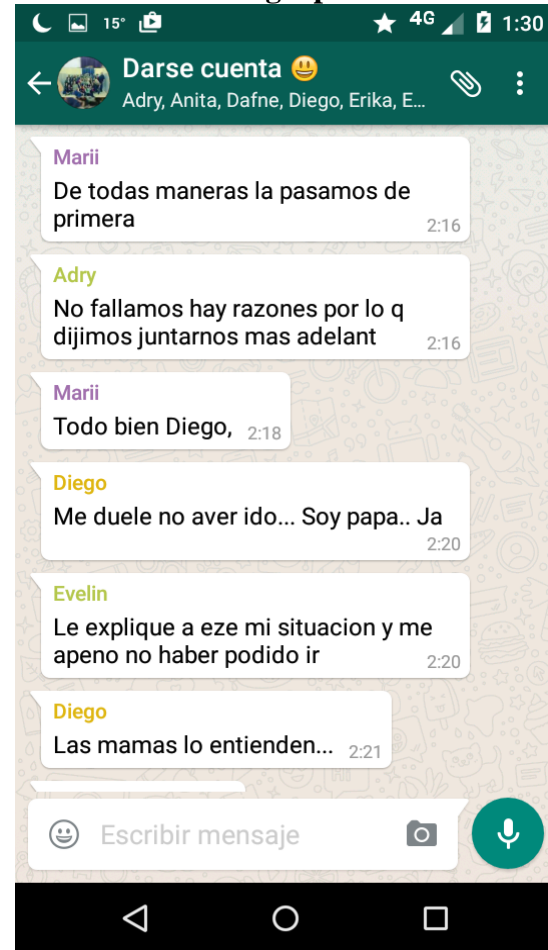 15° 4G 1:30
Darse cuenta 😃
Adry, Anita, Dafne, Diego, Erika, E...
Marii
De todas maneras la pasamos de
primera 2:16
Adry
No fallamos hay razones por lo q
dijimos juntarnos mas adelant 2:16
Marii
Todo bien Diego, 2:18
Diego
Me duele no aver ido... Soy papa.. Ja
2:20
Evelin
Le explique a eze mi situacion y me
apeno no haber podido ir 2:20
Diego
Las mamas lo entienden... 2:21
Escribir mensaje